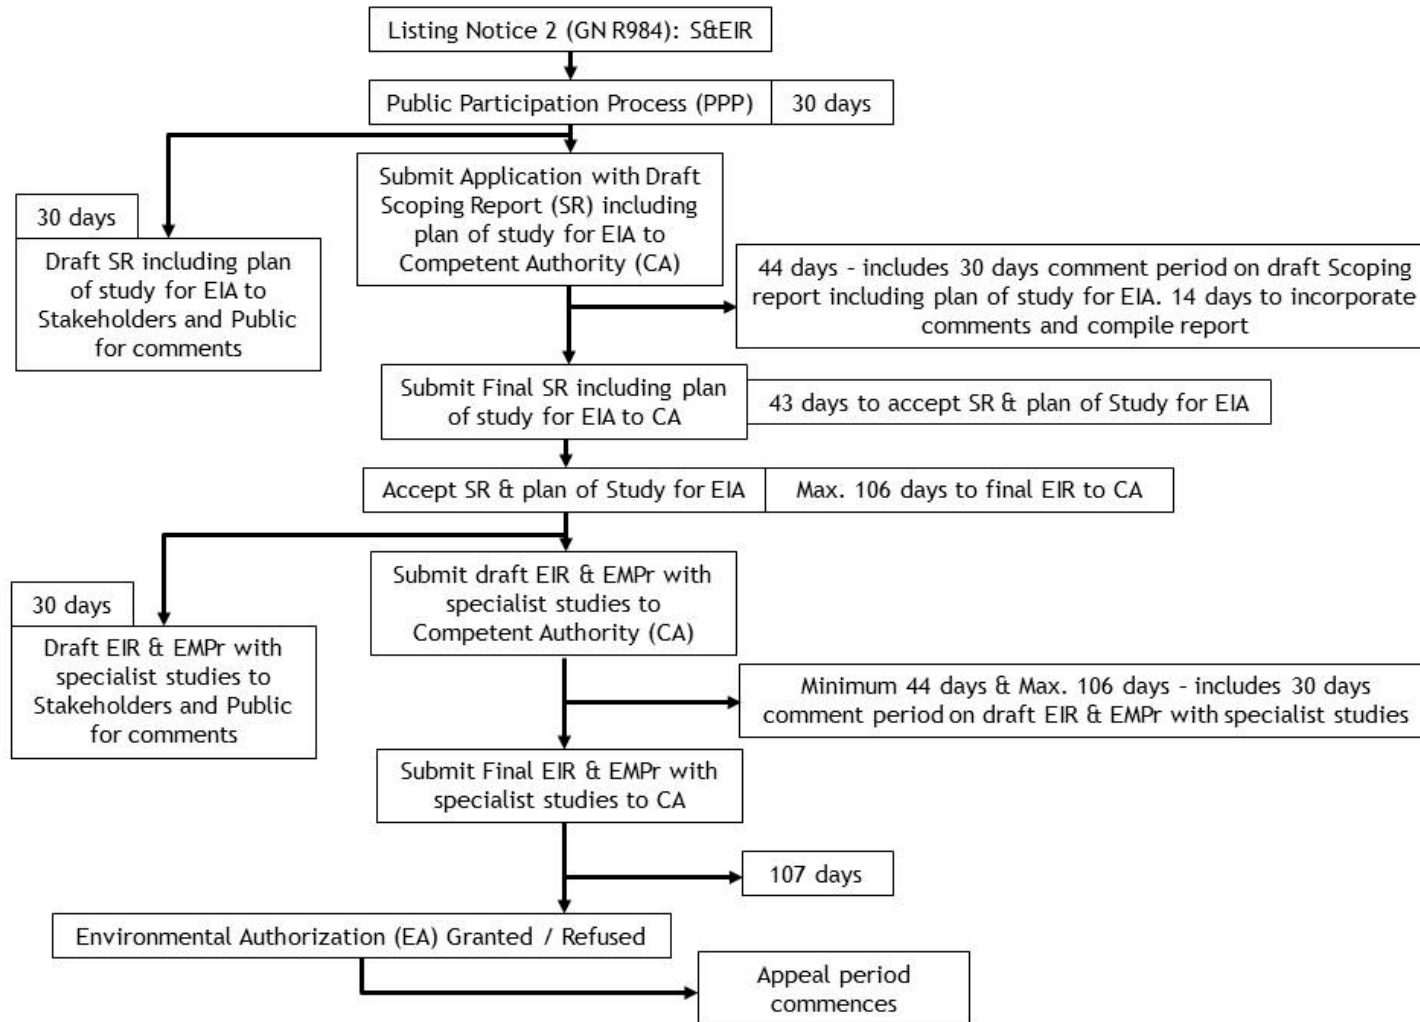 Listing Notice 2 (GN R984): S&EIR
Public Participation Process (PPP)
30 days
Submit Application with Draft
Scoping Report (SR) including
plan of study for EIA to
Competent Authority (CA)
30 days
Draft SR including plan
of study for EIA to
Stakeholders and Public
for comments
44 days - includes 30 days comment period on draft Scoping
report including plan of study for EIA. 14 days to incorporate
comments and compile report
Submit Final SR including plan
of study for EIA to CA
43 days to accept SR & plan of Study for EIA
Accept SR & plan of Study for EIA
Max. 106 days to final EIR to CA
Submit draft EIR & EMPr with
specialist studies to
Competent Authority (CA)
30 days
Draft EIR & EMPr with
specialist studies to
Stakeholders and Public
for comments
Minimum 44 days & Max. 106 days - includes 30 days
comment period on draft EIR & EMPr with specialist studies
Submit Final EIR & EMPr with
specialist studies to CA
107 days
Environmental Authorization (EA) Granted / Refused
Appeal period
commences